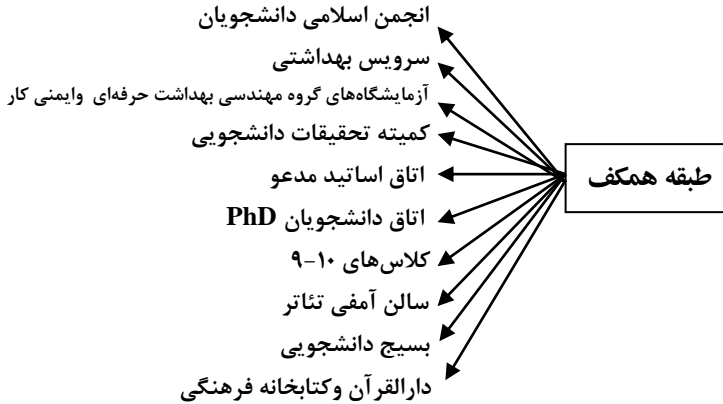 طبقه همکف
انجمن اسلامی دانشجویان
سرویس بهداشتی
آزمایشگاه‌های گروه مهندسی بهداشت حرفه‌ای وایمنی کار
کمیته تحقیقات دانشجویی
اتاق اساتید مدعو
اتاق دانشجویان PhD
کلاس‌های ۱۰-۹
سالن آمفی تئاتر
بسیج دانشجویی
دارالقرآن وکتابخانه فرهنگی